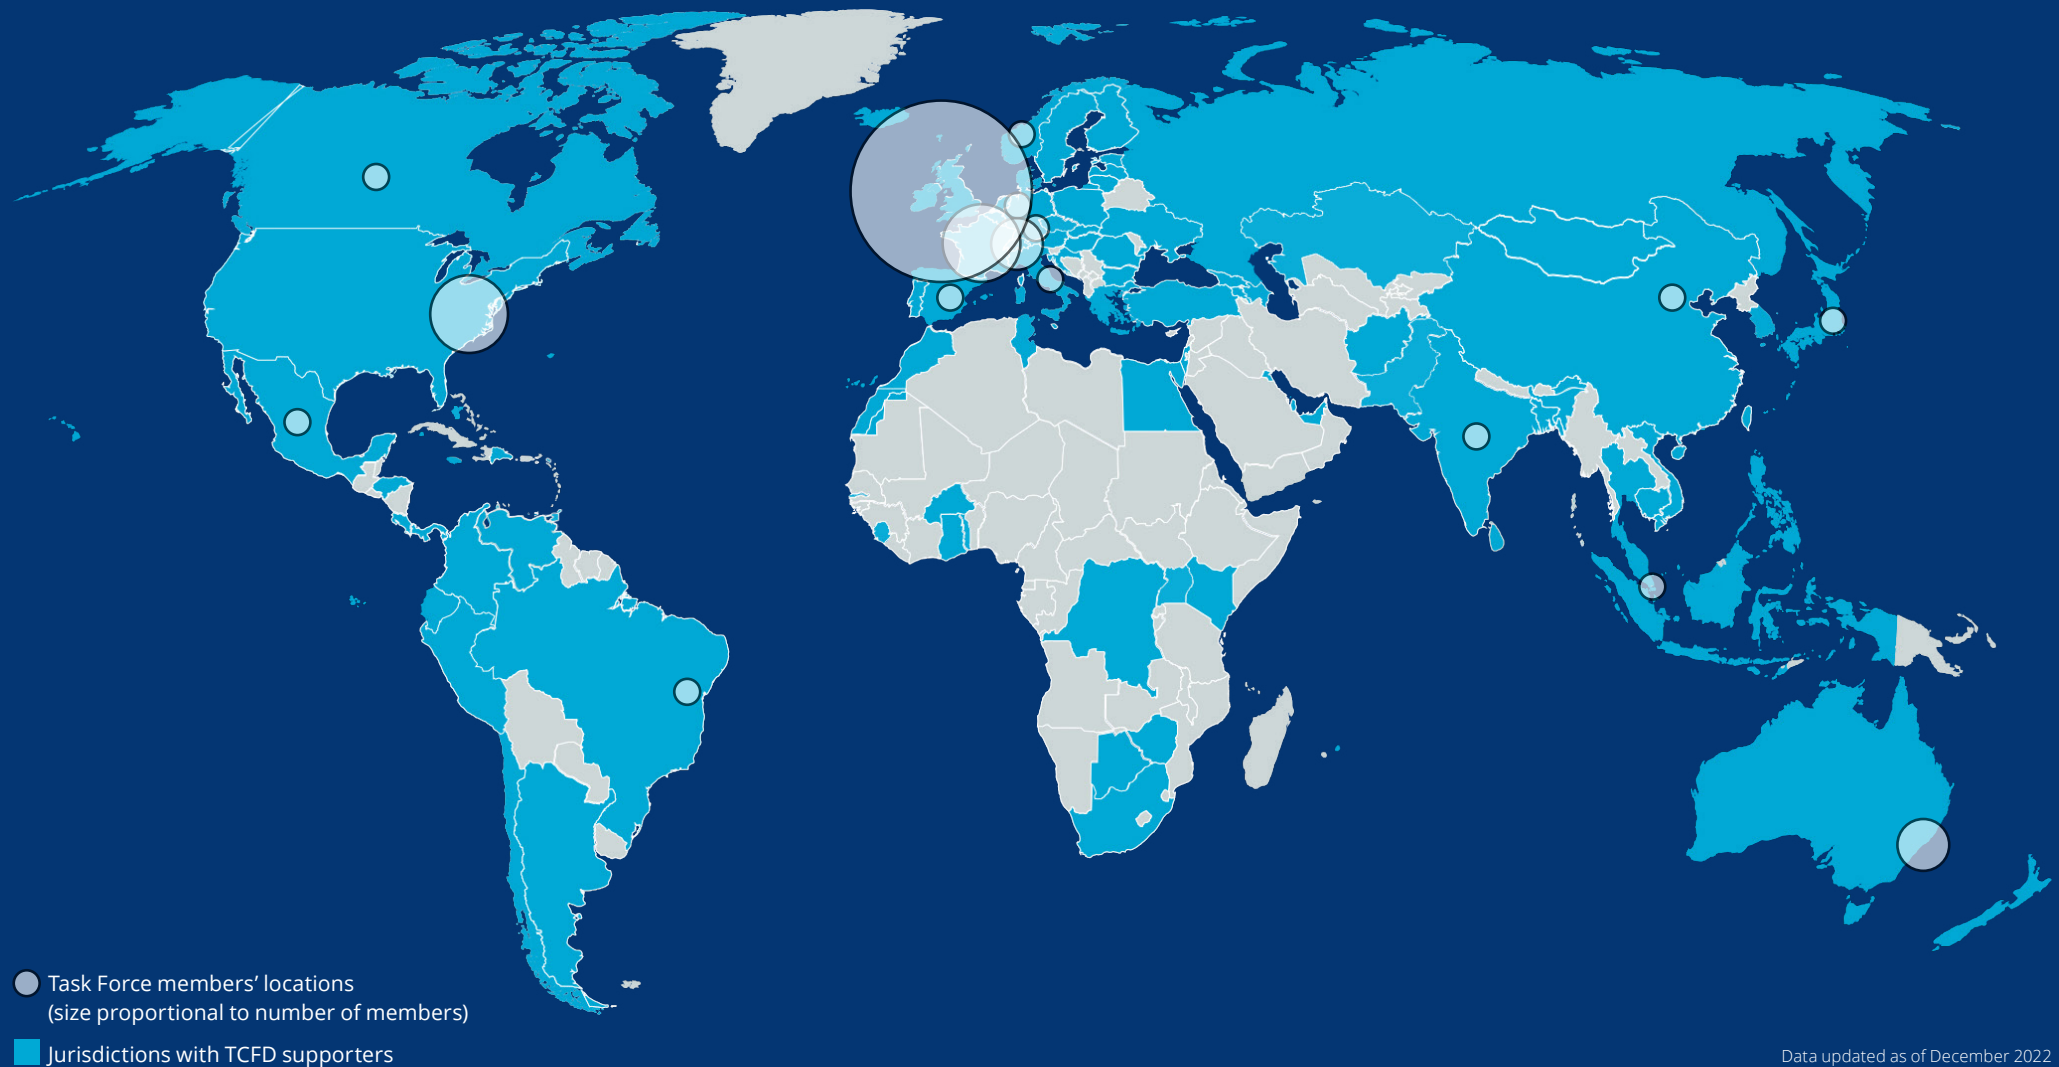 Task Force members’ locations
(size proportional to number of members)
Jurisdictions with TCFD supporters
Data updated as of December 2022